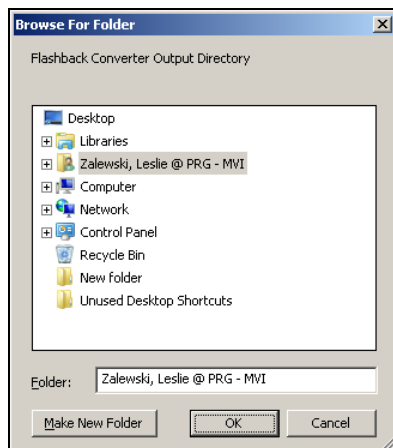 Browse For Folder
Flashback Converter Output Directory
Desktop
Libraries
Zalewski, Leslie @ PRG - MVI
Computer
Network
Control Panel
Recycle Bin
New folder
Unused Desktop Shortcuts
Folder: Zalewski, Leslie @ PRG - MVI
Make New Folder OK Cancel